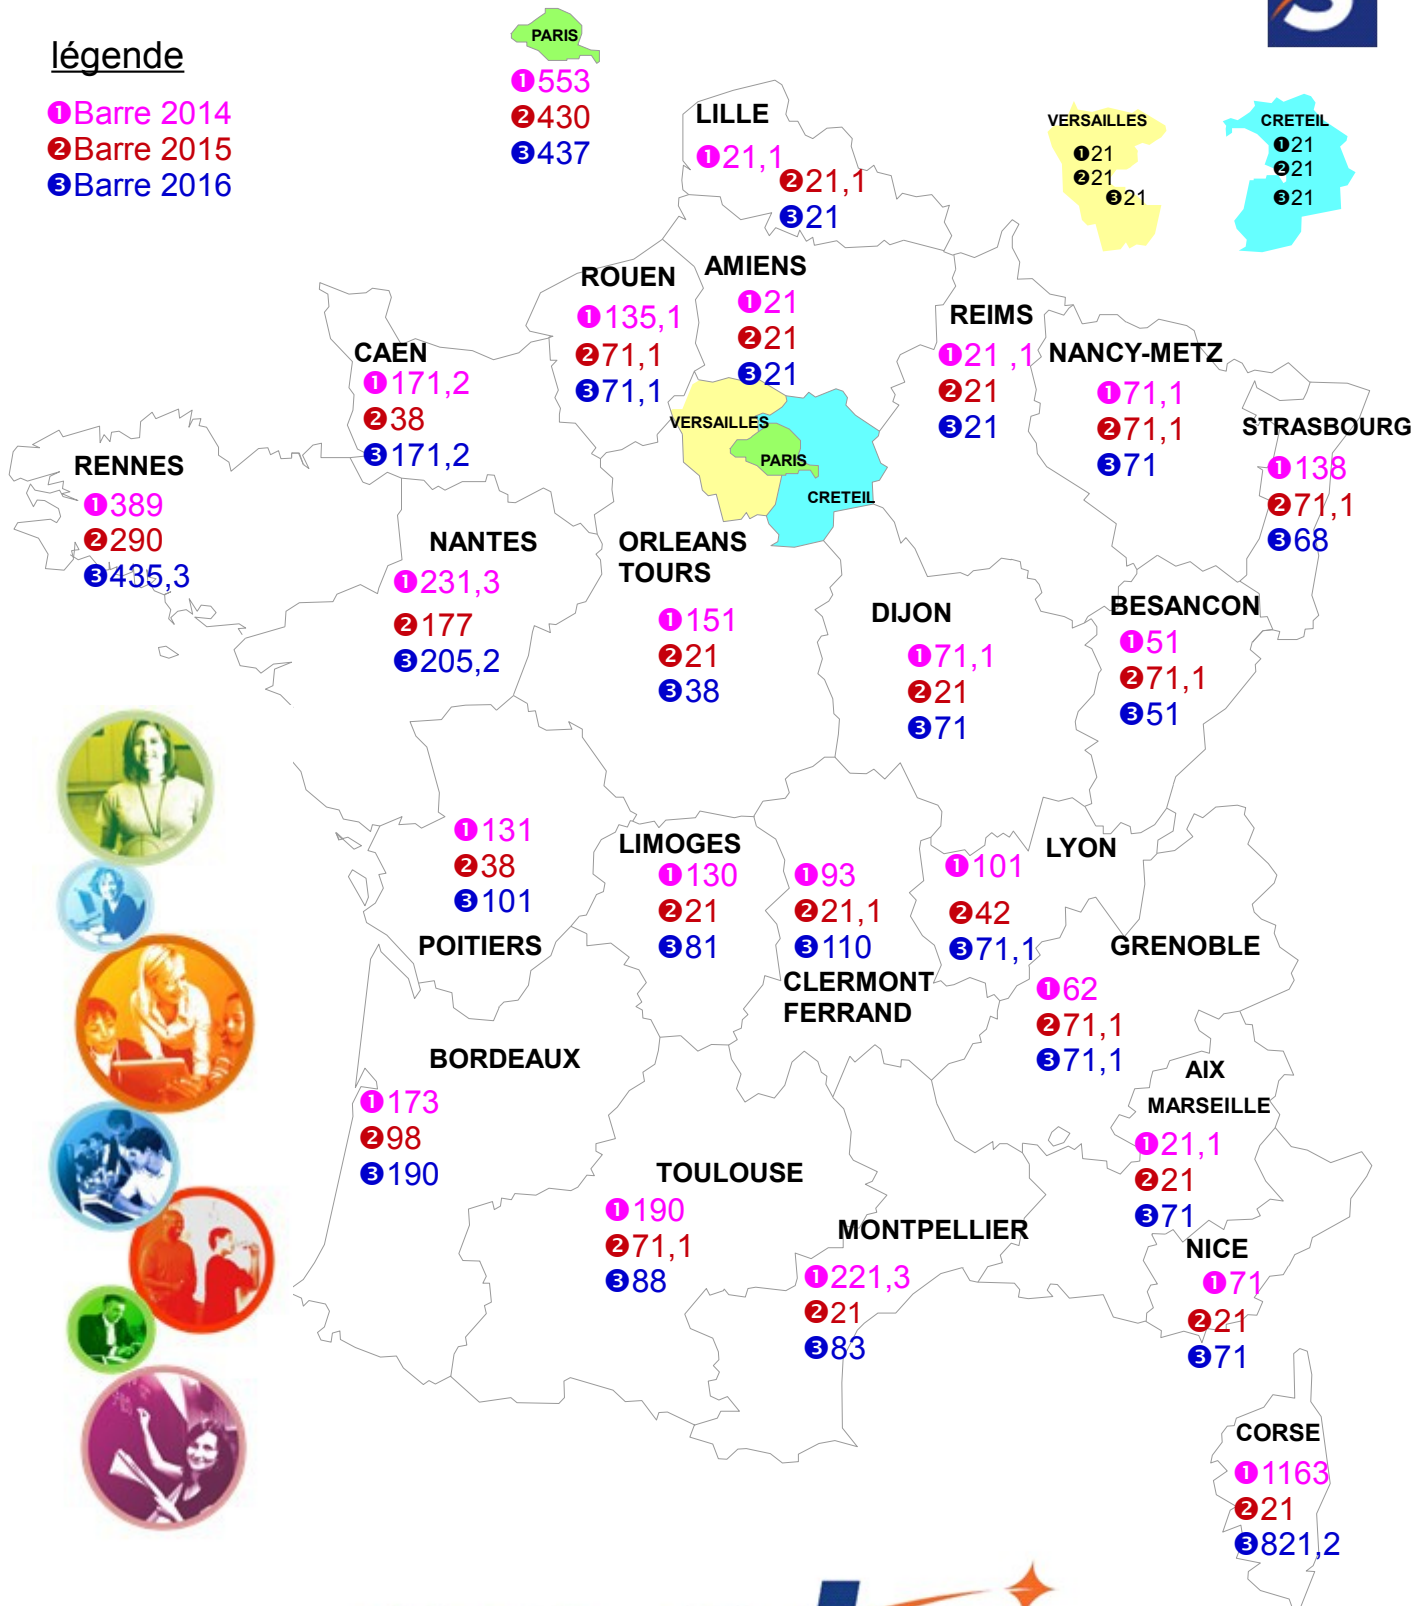 légende
❶Barre 2014
❷Barre 2015
❸Barre 2016
PARIS
❶553
❷430
❸437
LILLE
❶21,1
❷21,1
❸21
VERSAILLES
❶21
❷21
❸21
CRETEIL
❶21
❷21
❸21
ROUEN
❶135,1
❷71,1
❸71,1
AMIENS
❶21
❷21
❸21
REIMS
❶21 ,1
❷21
❸21
NANCY-METZ
❶71,1
❷71,1
❸71
STRASBOURG
❶138
❷71,1
❸68
CAEN
❶171,2
❷38
❸171,2
VERSAILLES
PARIS
CRETEIL
RENNES
❶389
❷290
❸435,3
NANTES
❶231,3
❷177
❸205,2
ORLEANS
TOURS
❶151
❷21
❸38
DIJON
❶71,1
❷21
❸71
BESANCON
❶51
❷71,1
❸51
❶131
❷38
❸101
POITIERS
LIMOGES
❶130
❷21
❸81
❶93
❷21,1
❸110
CLERMONT
FERRAND
LYON
❶101
❷42
❸71,1
GRENOBLE
❶62
❷71,1
❸71,1
BORDEAUX
❶173
❷98
❸190
AIX
MARSEILLE
❶21,1
❷21
❸71
TOULOUSE
❶190
❷71,1
❸88
MONTPELLIER
❶221,3
❷21
❸83
NICE
❶71
❷21
❸71
CORSE
❶1163
❷21
❸821,2